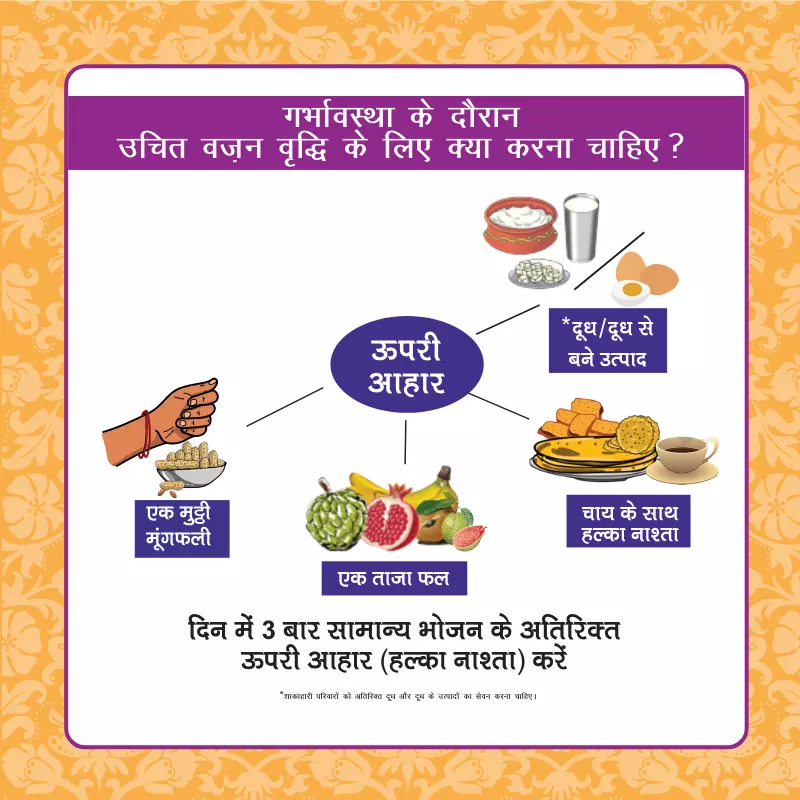 गर्भावस्था के दौरान
उचित वज़न वृद्धि के लिए क्या करना चाहिए ?
*दूध/दूध से
बने उत्पाद
ऊपरी
आहार
एक मुट्ठी
मूंगफली
चाय के साथ
हल्का नाश्ता
एक ताजा फल
दिन में 3 बार सामान्य भोजन के अतिरिक्त
ऊपरी आहार (हल्का नाश्ता) करें
*शाकाहारी परिवारों को अतिरिक्त दूध और दूध के उत्पादों का सेवन करना चाहिए।